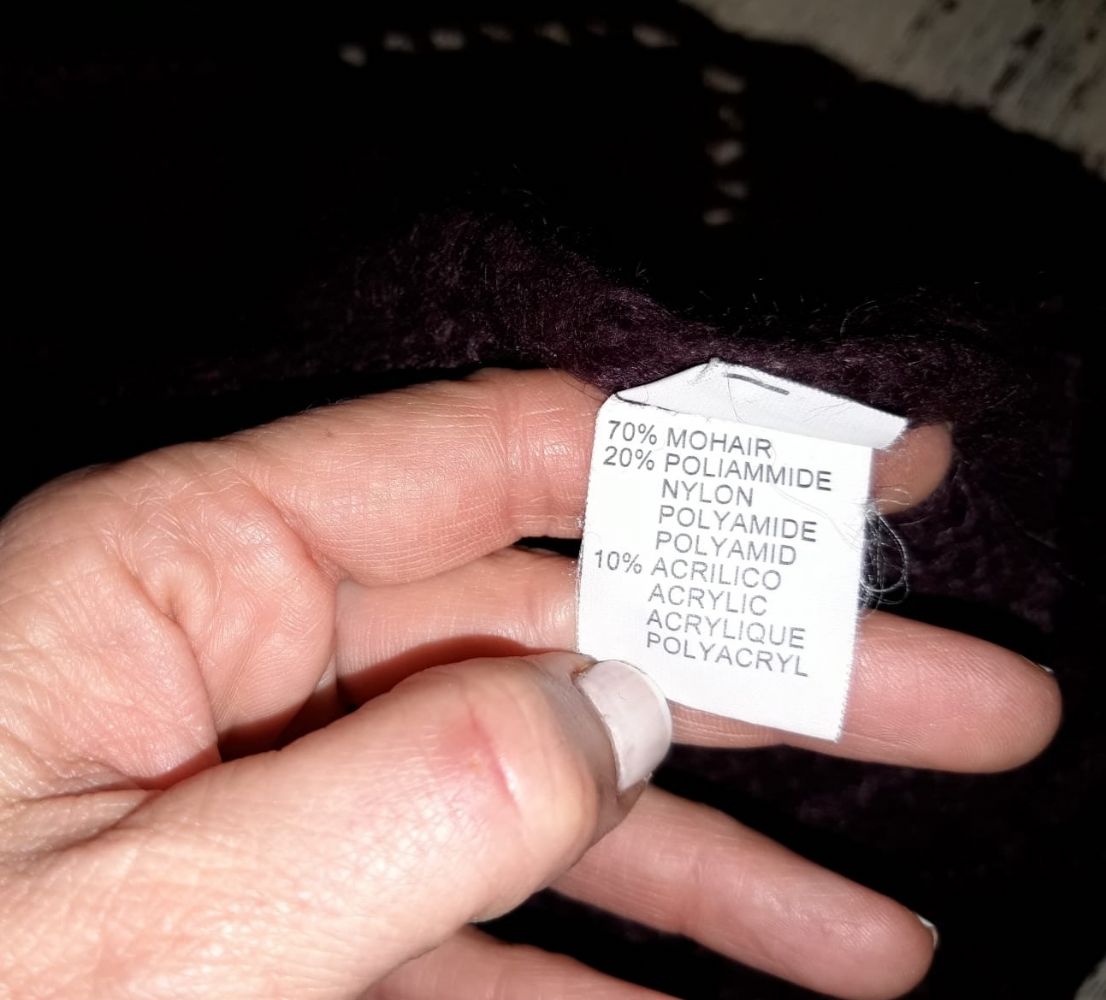 70% MOHAIR
20% POLIAMMIDE
NYLON
POLYAMIDE
POLYAMID
10% ACRILICO
ACRYLIC
ACRYLIQUE
POLYACRYL